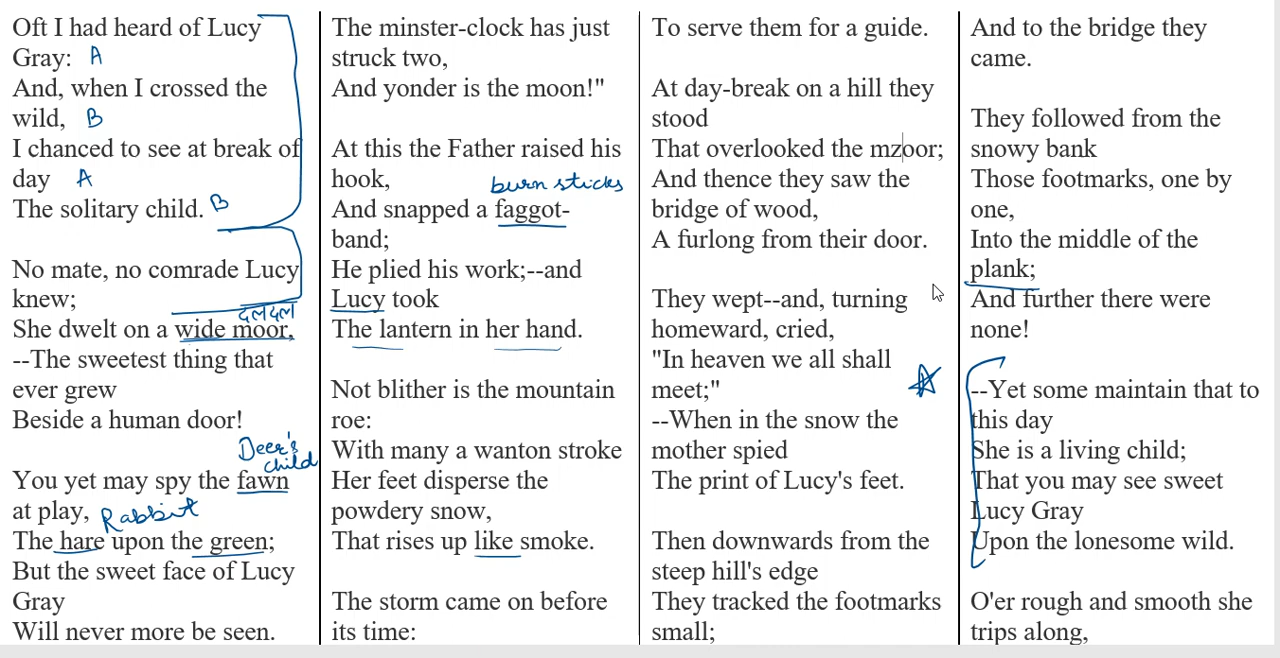 Oft I had heard of Lucy
Gray: A
And, when I crossed the
wild, B
I chanced to see at break of
day A
The solitary child. B
No mate, no comrade Lucy
knew;
दलदल
She dwelt on a wide moor,
--The sweetest thing that
ever grew
Beside a human door!
Deer's
child
You yet may spy the fawn
at play, Rabbit
The hare upon the green;
But the sweet face of Lucy
Gray
Will never more be seen.
The minster-clock has just
struck two,
And yonder is the moon!"
At this the Father raised his
hook, burn sticks
And snapped a faggot-
band;
He plied his work;--and
Lucy took
The lantern in her hand.
Not blither is the mountain
roe:
With many a wanton stroke
Her feet disperse the
powdery snow,
That rises up like smoke.
The storm came on before
its time:
To serve them for a guide.
At day-break on a hill they
stood
That overlooked the mzoor;
And thence they saw the
bridge of wood,
A furlong from their door.
They wept--and, turning
homeward, cried,
"In heaven we all shall
meet;"
--When in the snow the
mother spied
The print of Lucy's feet.
Then downwards from the
steep hill's edge
They tracked the footmarks
small;
And to the bridge they
came.
They followed from the
snowy bank
Those footmarks, one by
one,
Into the middle of the
plank;
And further there were
none!
--Yet some maintain that to
this day
She is a living child;
That you may see sweet
Lucy Gray
Upon the lonesome wild.
O'er rough and smooth she
trips along,